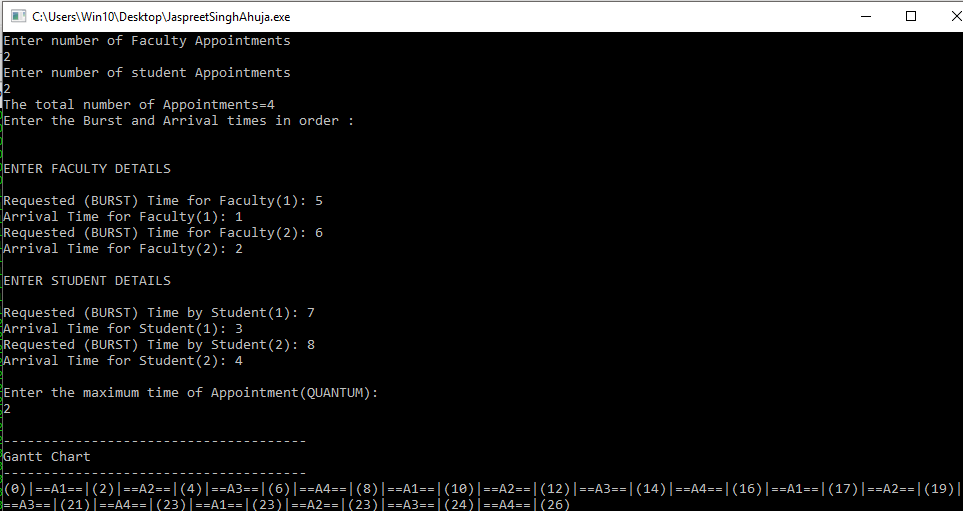 C:\Users\Win10\Desktop\JaspreetSinghAhuja.exe
Enter number of Faculty Appointments
2
Enter number of student Appointments
2
The total number of Appointments=4
Enter the Burst and Arrival times in order :
ENTER FACULTY DETAILS
Requested (BURST) Time for Faculty(1): 5
Arrival Time for Faculty(1): 1
Requested (BURST) Time for Faculty(2): 6
Arrival Time for Faculty(2): 2
ENTER STUDENT DETAILS
Requested (BURST) Time by Student(1): 7
Arrival Time for Student(1): 3
Requested (BURST) Time by Student(2): 8
Arrival Time for Student(2): 4
Enter the maximum time of Appointment(QUANTUM):
2
--------------------------------------
Gantt Chart
--------------------------------------
(0)|==A1==|(2)|==A2==|(4)|==A3==|(6)|==A4==|(8)|==A1==|(10)|==A2==|(12)|==A3==|(14)|==A4==|(16)|==A1==|(17)|==A2==|(19)|
==A3==|(21)|==A4==|(23)|==A1==|(23)|==A2==|(23)|==A3==|(24)|==A4==|(26)